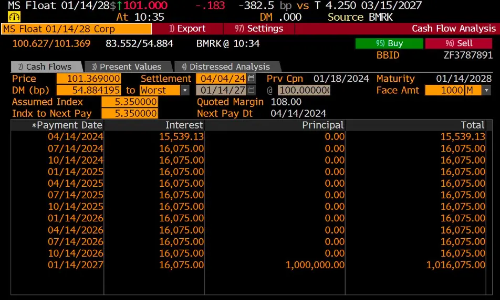 MS Float 01/14/28 $↑101.000 -.183 -382.5 bp vs T 4.250 03/15/2027
At 10:35 DM .000 Source BMRK
MS Float 01/14/28 Corp 1) Export 97) Settings Cash Flow Analysis
100.627/101.369 83.552/54.884 BMRK @ 10:34 95) Buy 96) Sell
BBID ZF3787891
1) Cash Flows 3) Present Values 4) Distressed Analysis
Price 101.369000 Settlement 04/04/24 Prv Cpn 01/18/2024 Maturity 01/14/2028
DM (bp) 54.884195 to Worst 01/14/27 @ 100.00000 Face Amt 1000 M
Assumed Index 5.350000 Quoted Margin 108.00
Indx to Next Pay 5.350000 Next Pay Dt 04/14/2024
*Payment Date Interest Principal Total
04/14/2024 15,539.13 0.00 15,539.13
07/14/2024 16,075.00 0.00 16,075.00
10/14/2024 16,075.00 0.00 16,075.00
01/14/2025 16,075.00 0.00 16,075.00
04/14/2025 16,075.00 0.00 16,075.00
07/14/2025 16,075.00 0.00 16,075.00
10/14/2025 16,075.00 0.00 16,075.00
01/14/2026 16,075.00 0.00 16,075.00
04/14/2026 16,075.00 0.00 16,075.00
07/14/2026 16,075.00 0.00 16,075.00
10/14/2026 16,075.00 0.00 16,075.00
01/14/2027 16,075.00 1,000,000.00 1,016,075.00